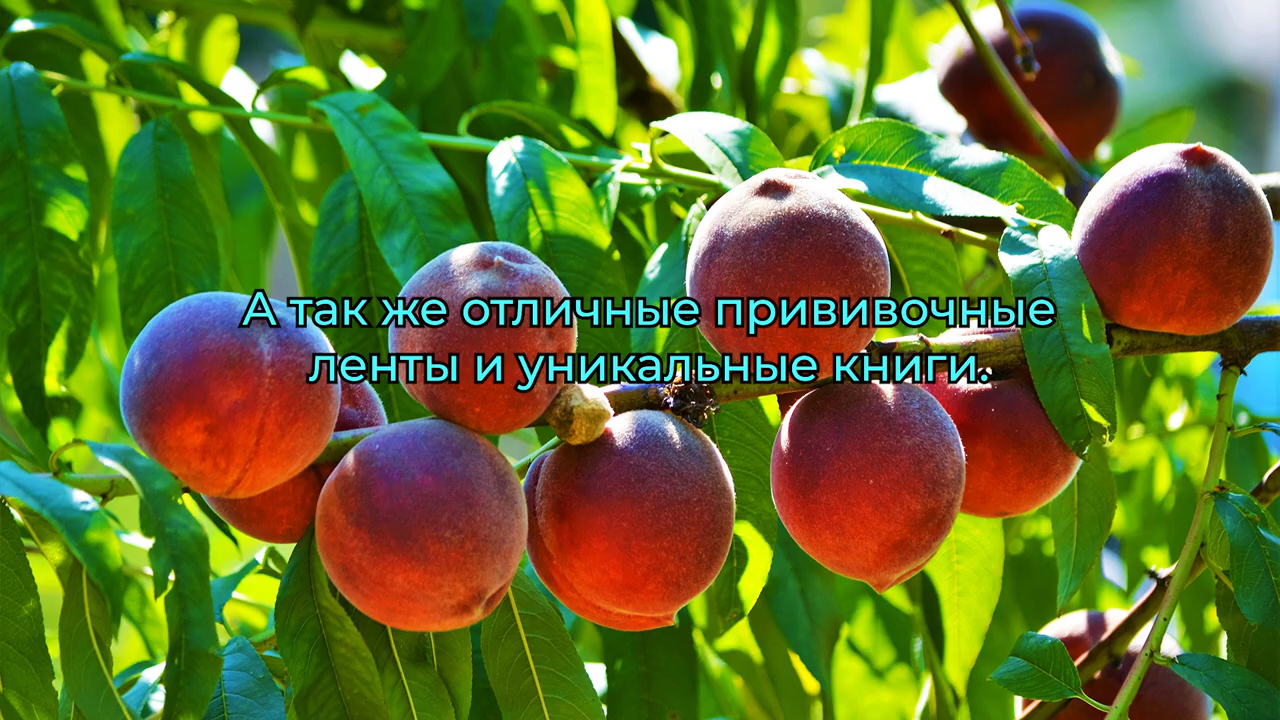 А так же отличные прививочные
ленты и уникальные книги.